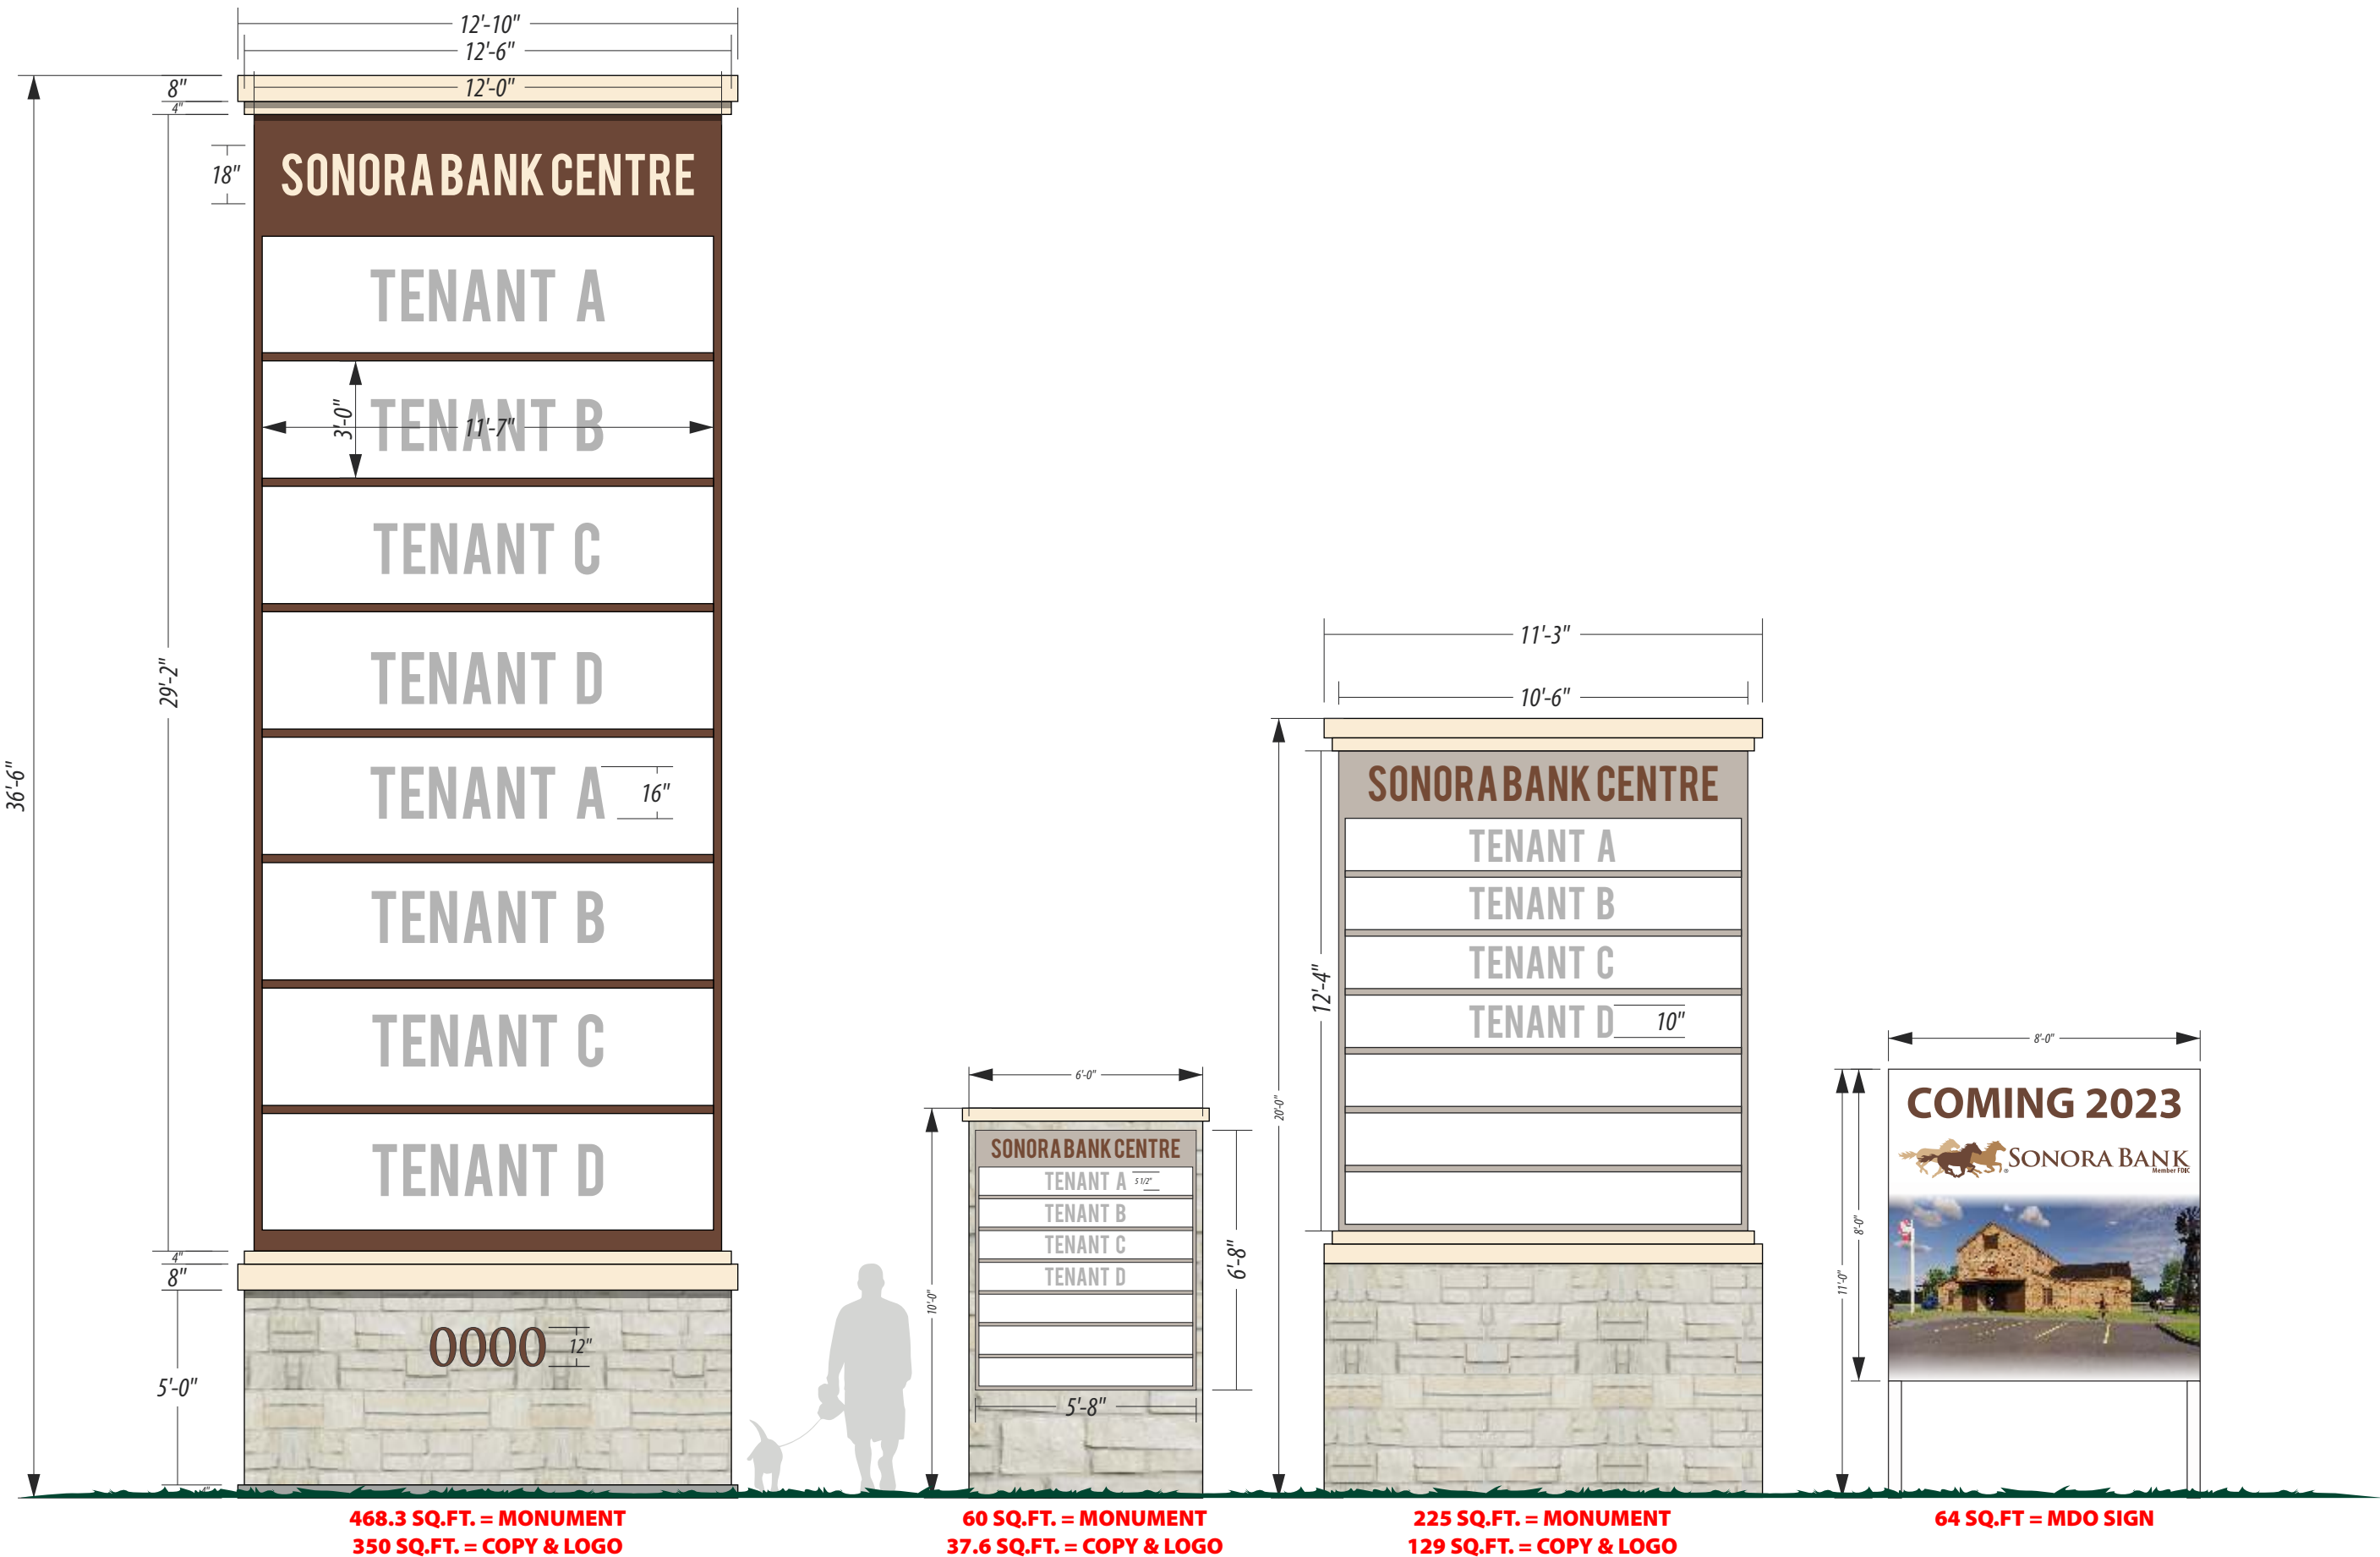 12'-10"
12'-6"
12'-0"
8"
4"
18"
SONORA BANK CENTRE
TENANT A
TENANT B
3'-0"
11'-7"
TENANT C
TENANT D
TENANT A
16"
TENANT B
TENANT C
TENANT D
36'-6"
29'-2"
4"
8"
0000
12"
5'-0"
4"
468.3 SQ.FT. = MONUMENT
350 SQ.FT. = COPY & LOGO
6'-0"
10'-0"
SONORA BANK CENTRE
TENANT A
5 1/2"
TENANT B
TENANT C
TENANT D
6'-8"
5'-8"
60 SQ.FT. = MONUMENT
37.6 SQ.FT. = COPY & LOGO
11'-3"
10'-6"
20'-0"
12'-4"
SONORA BANK CENTRE
TENANT A
TENANT B
TENANT C
TENANT D
10"
225 SQ.FT. = MONUMENT
129 SQ.FT. = COPY & LOGO
8'-0"
11'-0"
8'-0"
COMING 2023
SONORA BANK
Member FDIC
64 SQ.FT = MDO SIGN